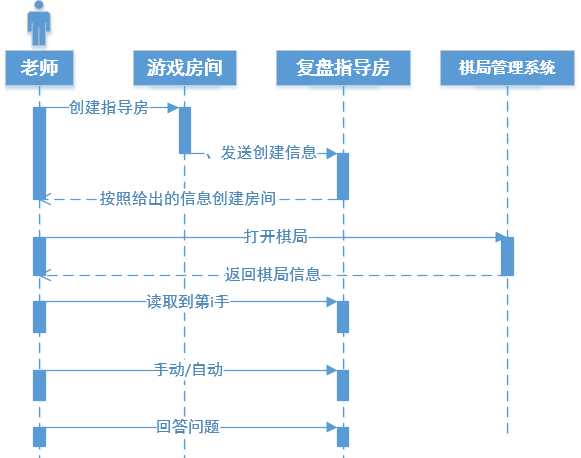 老师
游戏房间
复盘指导房
棋局管理系统
创建指导房
、发送创建信息
按照给出的信息创建房间
打开棋局
返回棋局信息
读取到第i手
手动/自动
回答问题